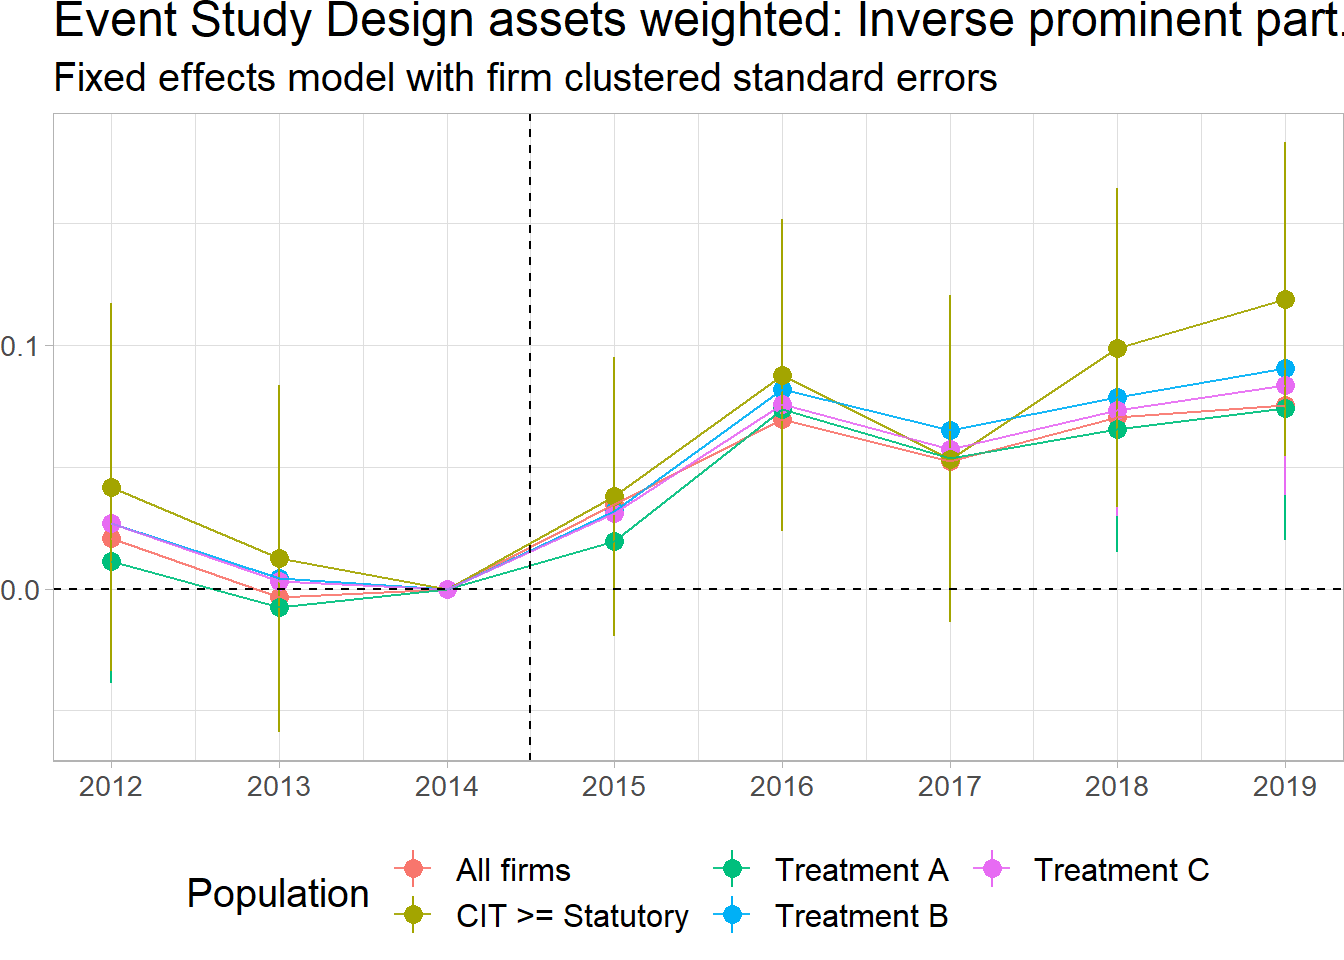 Event Study Design assets weighted: Inverse prominent part.
Fixed effects model with firm clustered standard errors
0.1
0.0
2012 2013 2014 2015 2016 2017 2018 2019
Population
All firms
CIT >= Statutory
Treatment A
Treatment B
Treatment C